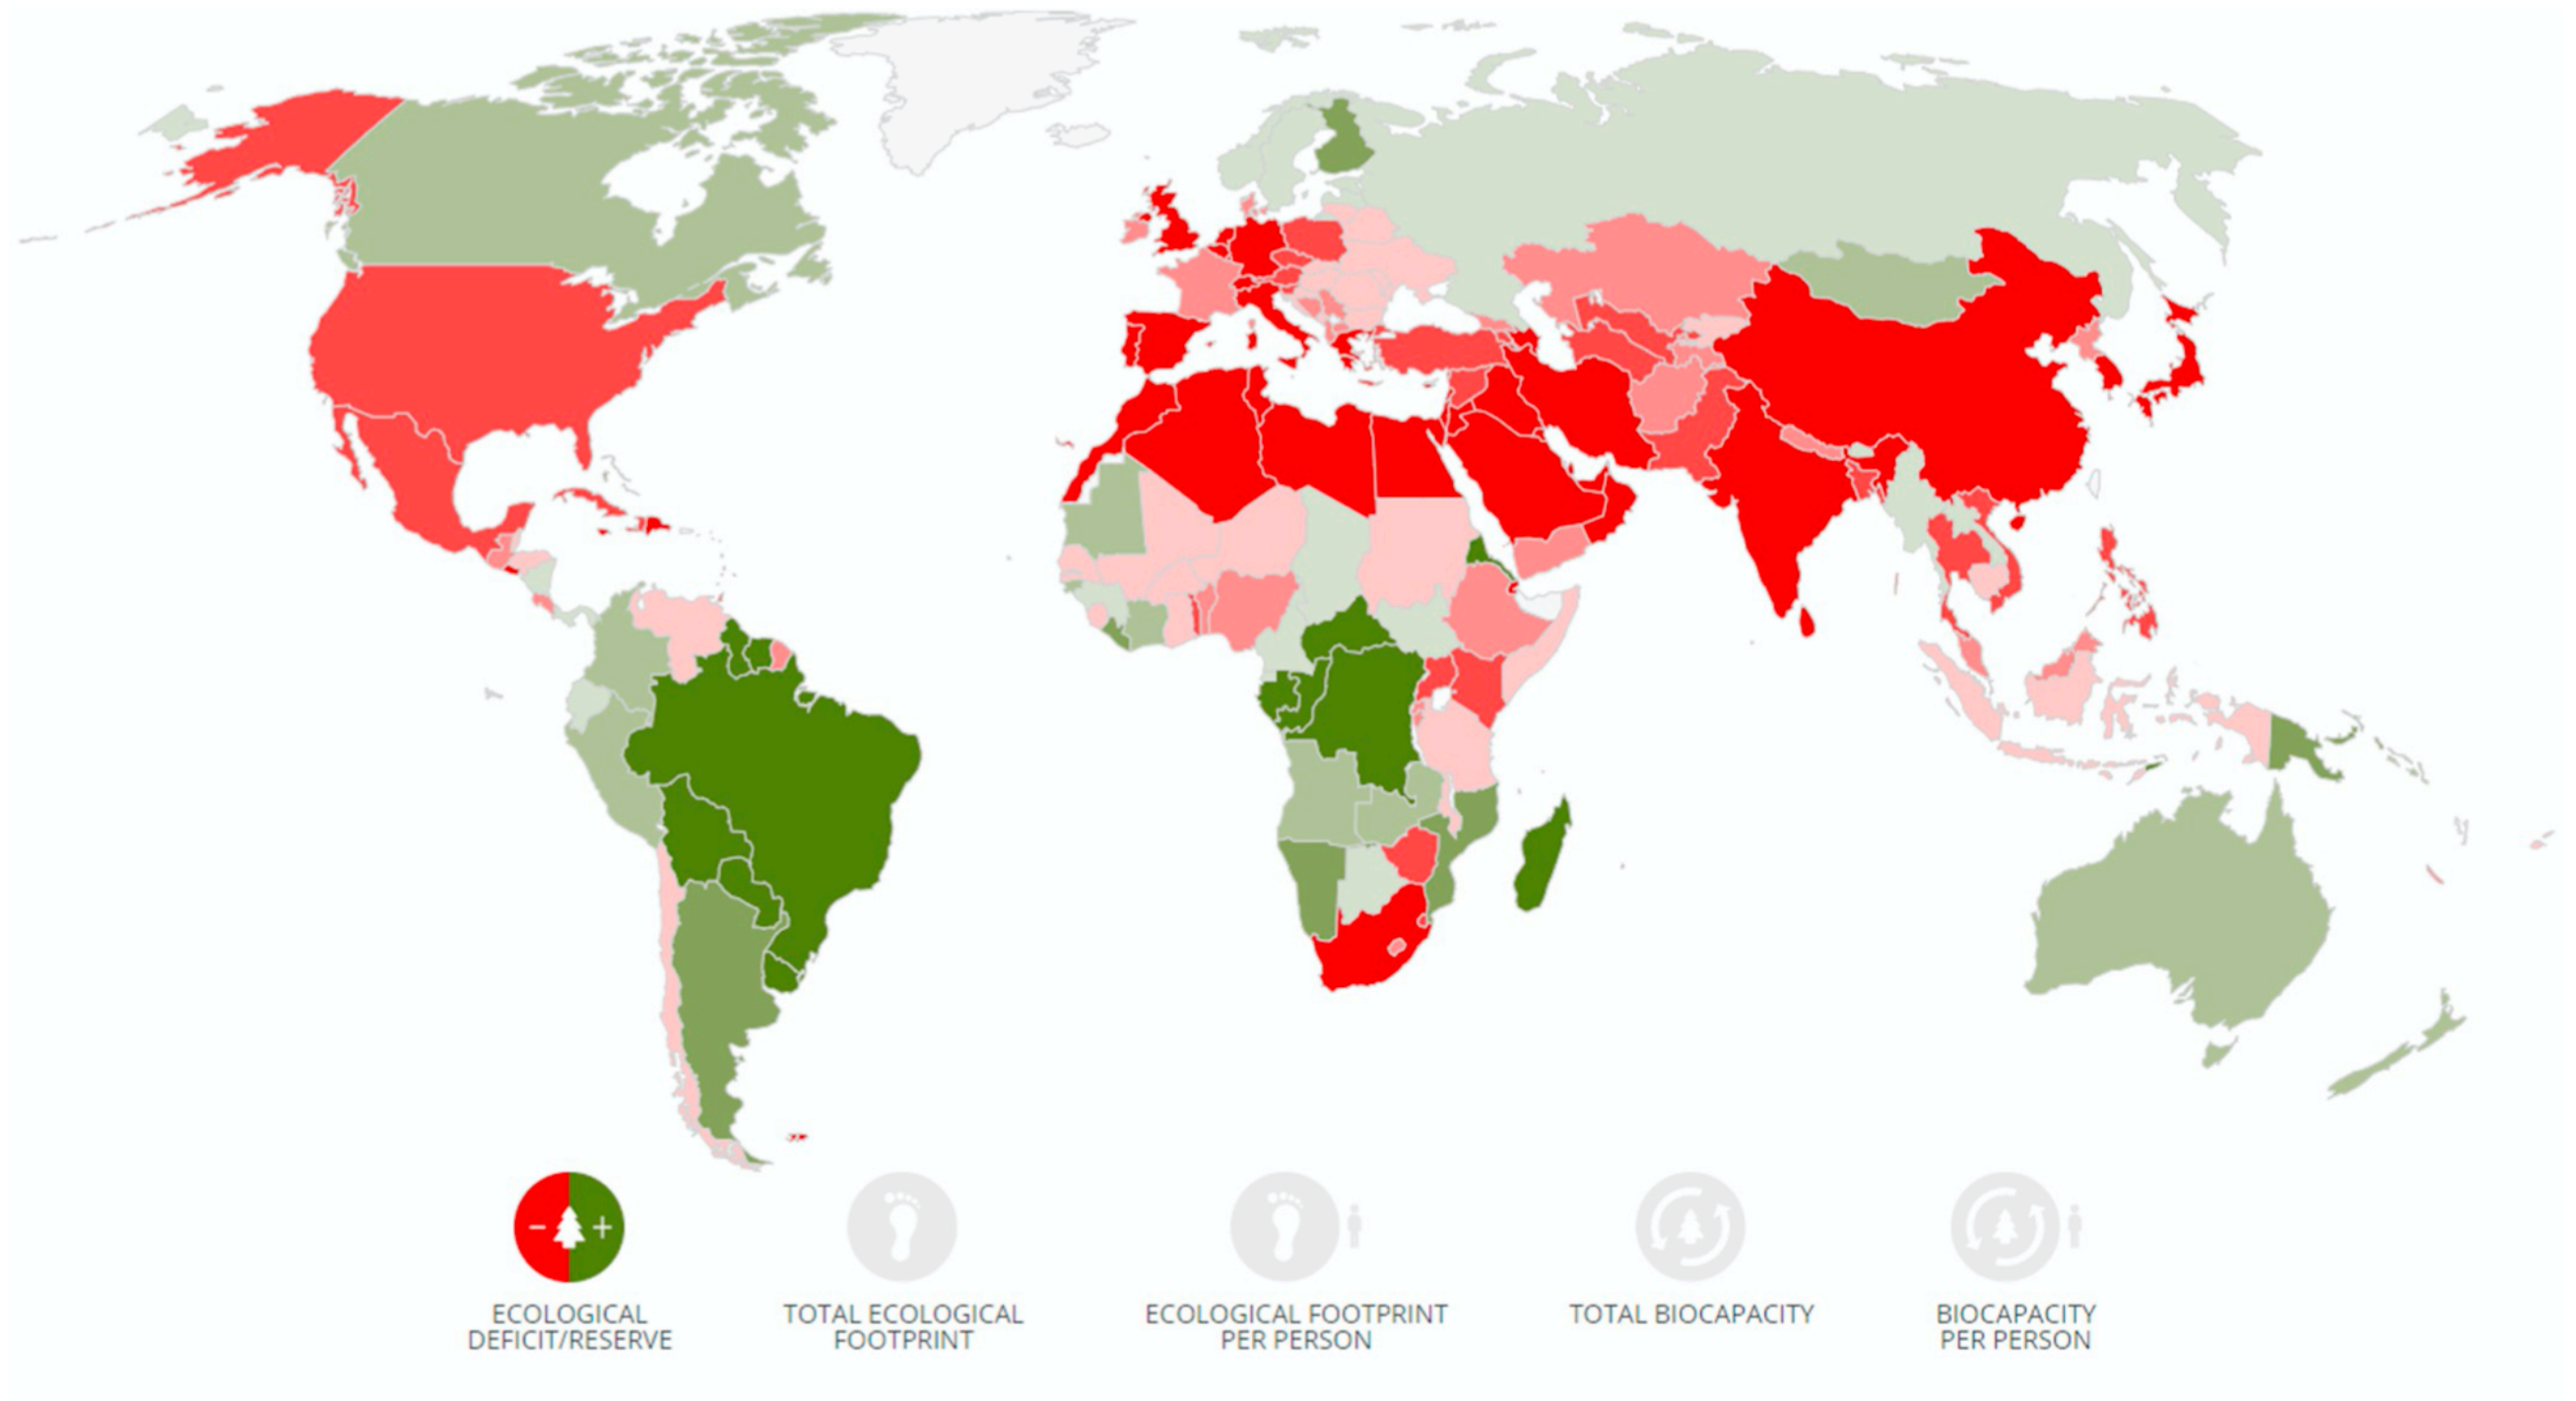 ECOLOGICAL
DEFICIT/RESERVE
TOTAL ECOLOGICAL
FOOTPRINT
ECOLOGICAL FOOTPRINT
PER PERSON
TOTAL BIOCAPACITY
BIOCAPACITY
PER PERSON